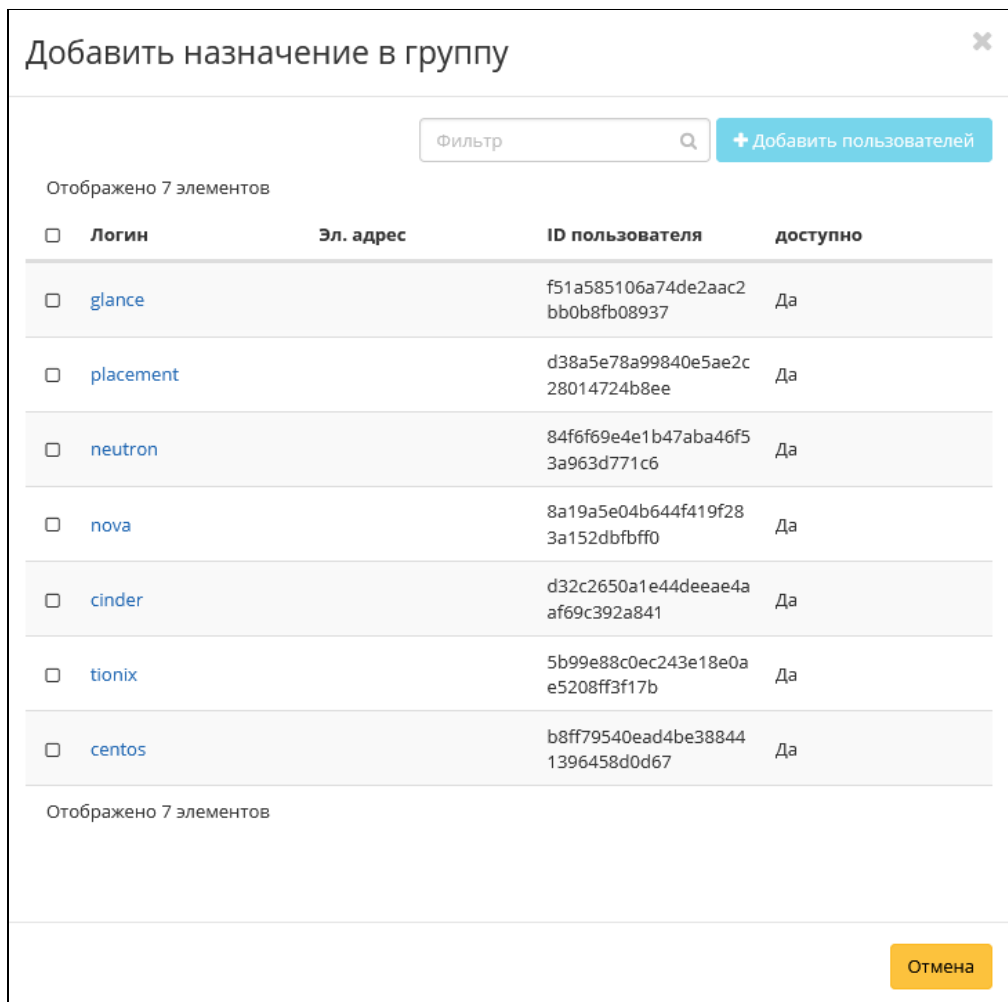 Добавить назначение в группу
Фильтр
Добавить пользователей
Отображено 7 элементов
Логин Эл. адрес ID пользователя доступно
glance f51a585106a74de2aac2 Да
bb0b8fb08937
placement d38a5e78a99840e5ae2c Да
28014724b8ee
neutron 84f6f69e4e1b47aba46f5 Да
3a963d771c6
nova 8a19a5e04b644f419f28 Да
3a152dbfbff0
cinder d32c2650a1e44deeae4a Да
af69c392a841
tionix 5b99e88c0ec243e18e0a Да
e5208ff3f17b
centos b8ff79540ead4be38844 Да
1396458d0d67
Отображено 7 элементов
Отмена